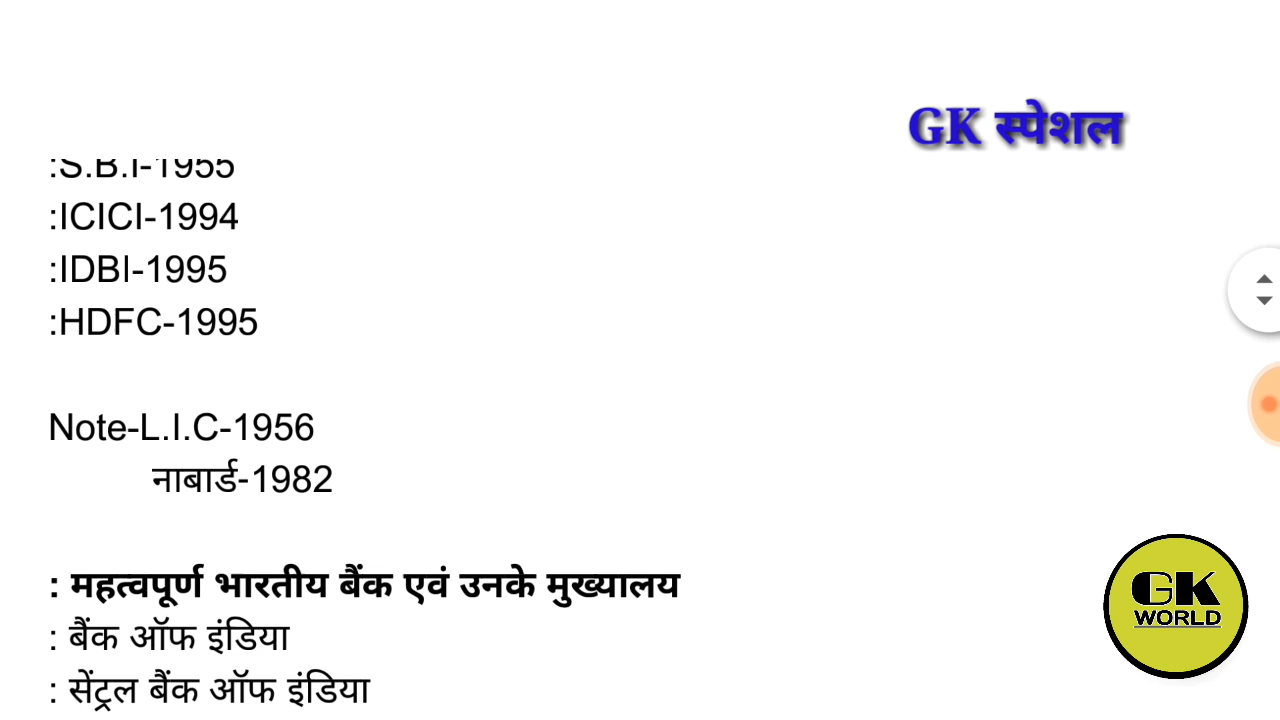 GK स्पेशल
:S.B.I-1955
:ICICI-1994
:IDBI-1995
:HDFC-1995
Note-L.I.C-1956
नाबार्ड-1982
: महत्वपूर्ण भारतीय बैंक एवं उनके मुख्यालय
: बैंक ऑफ इंडिया
: सेंट्रल बैंक ऑफ इंडिया
GK
WORLD